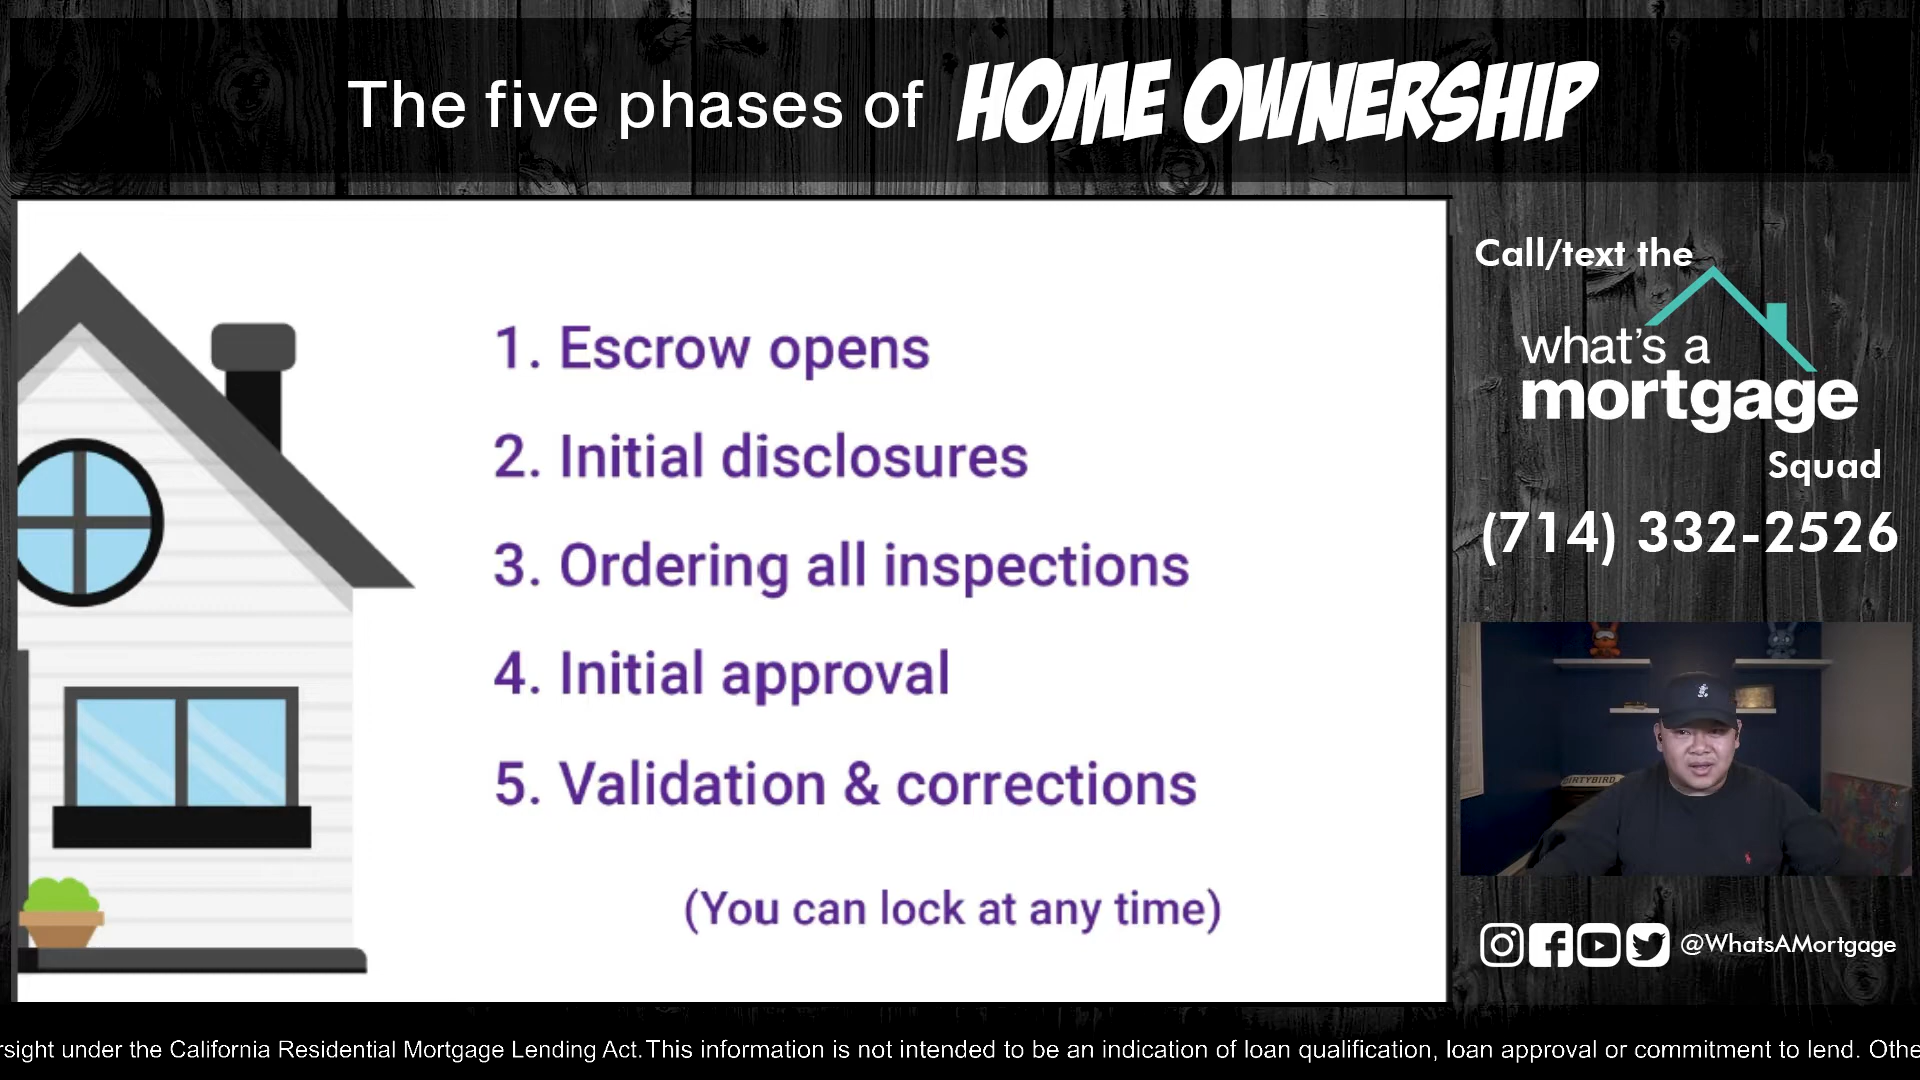 The five phases of HOME OWNERSHIP
1. Escrow opens
2. Initial disclosures
3. Ordering all inspections
4. Initial approval
5. Validation & corrections
(You can lock at any time)
Call/text the
what's a
mortgage
Squad
(714) 332-2526
DIRTYBIRD
@WhatsAMortgage
rsight under the California Residential Mortgage Lending Act.This information is not intended to be an indication of loan qualification, loan approval or commitment to lend. Othe